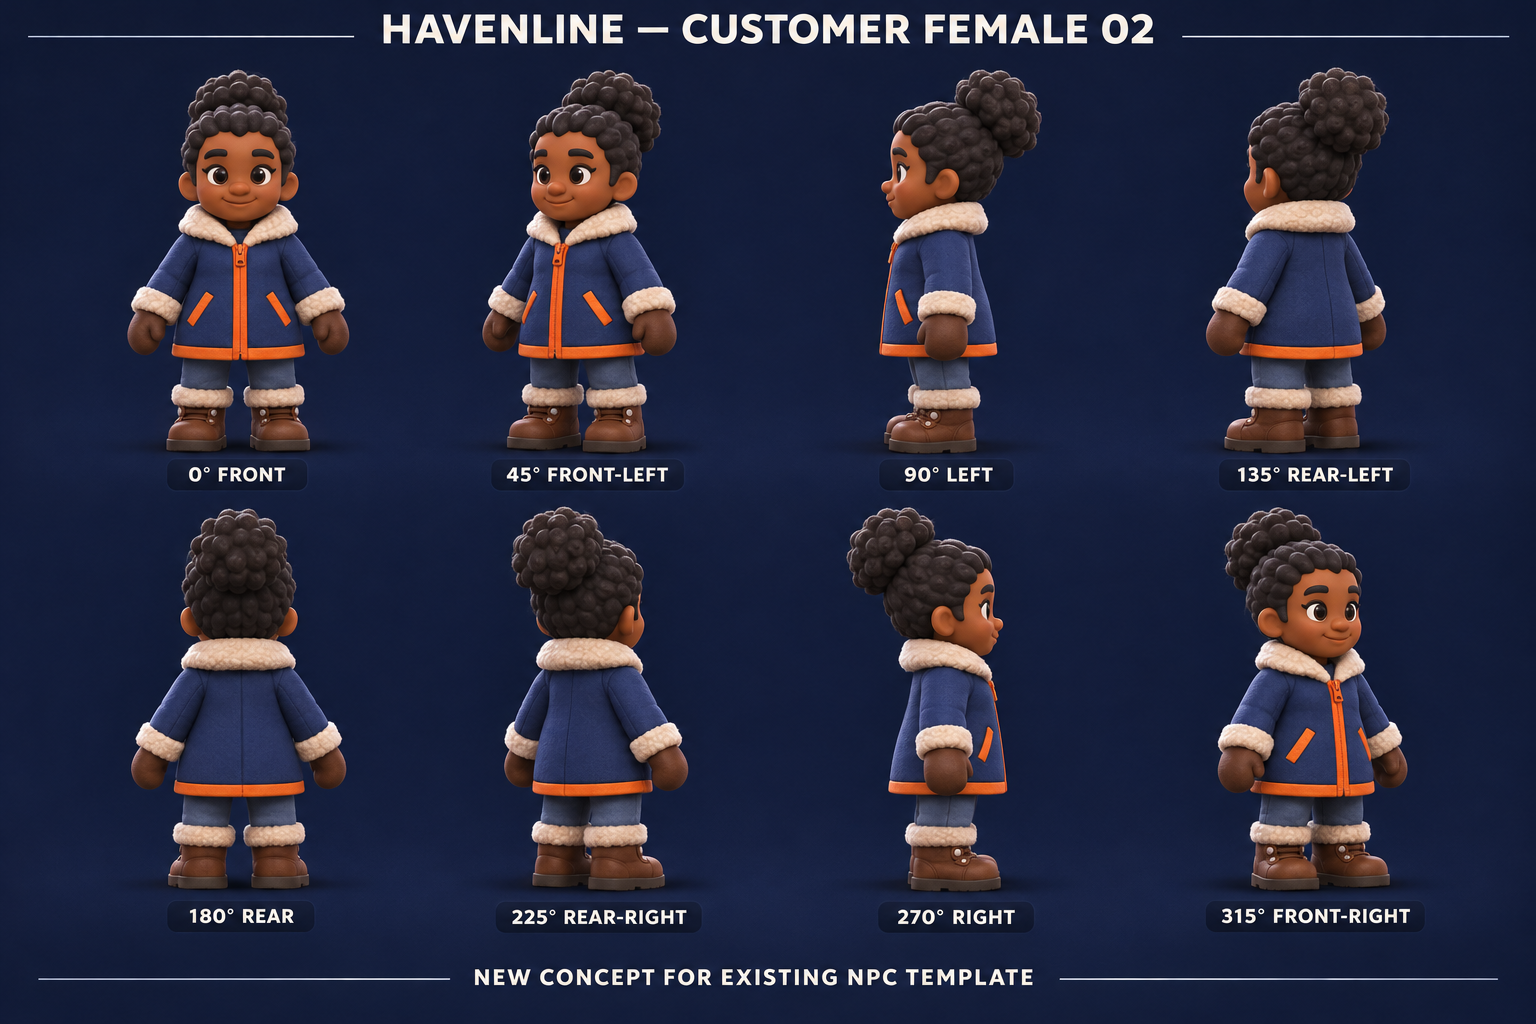 HAVENLINE — CUSTOMER FEMALE 02
0° FRONT
45° FRONT-LEFT
90° LEFT
135° REAR-LEFT
180° REAR
225° REAR-RIGHT
270° RIGHT
315° FRONT-RIGHT
NEW CONCEPT FOR EXISTING NPC TEMPLATE